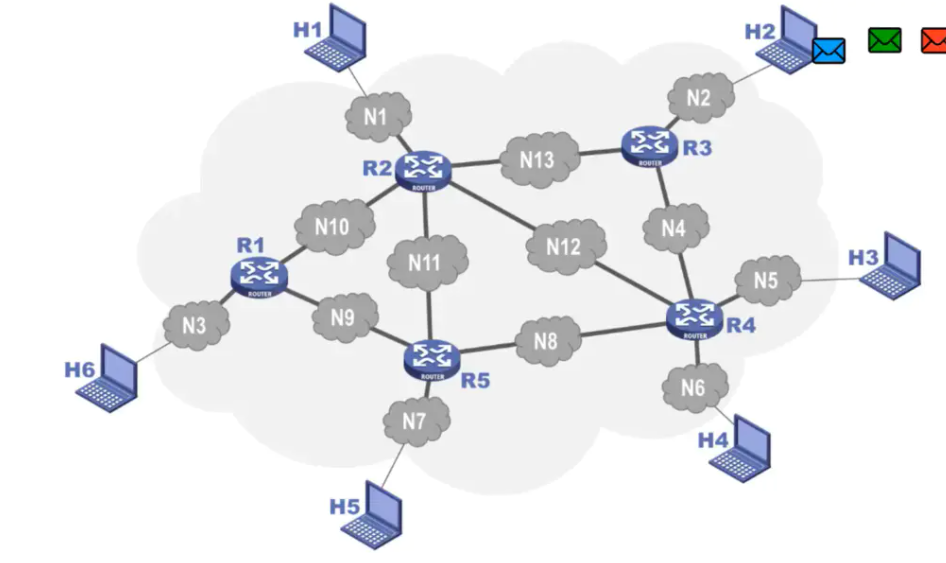 H1
H2
N1
N2
R2
ROUTER
N13
R3
ROUTER
N10
N12
N4
R1
ROUTER
N11
H3
N5
N3
N9
N8
R4
ROUTER
H6
R5
ROUTER
N6
N7
H4
H5